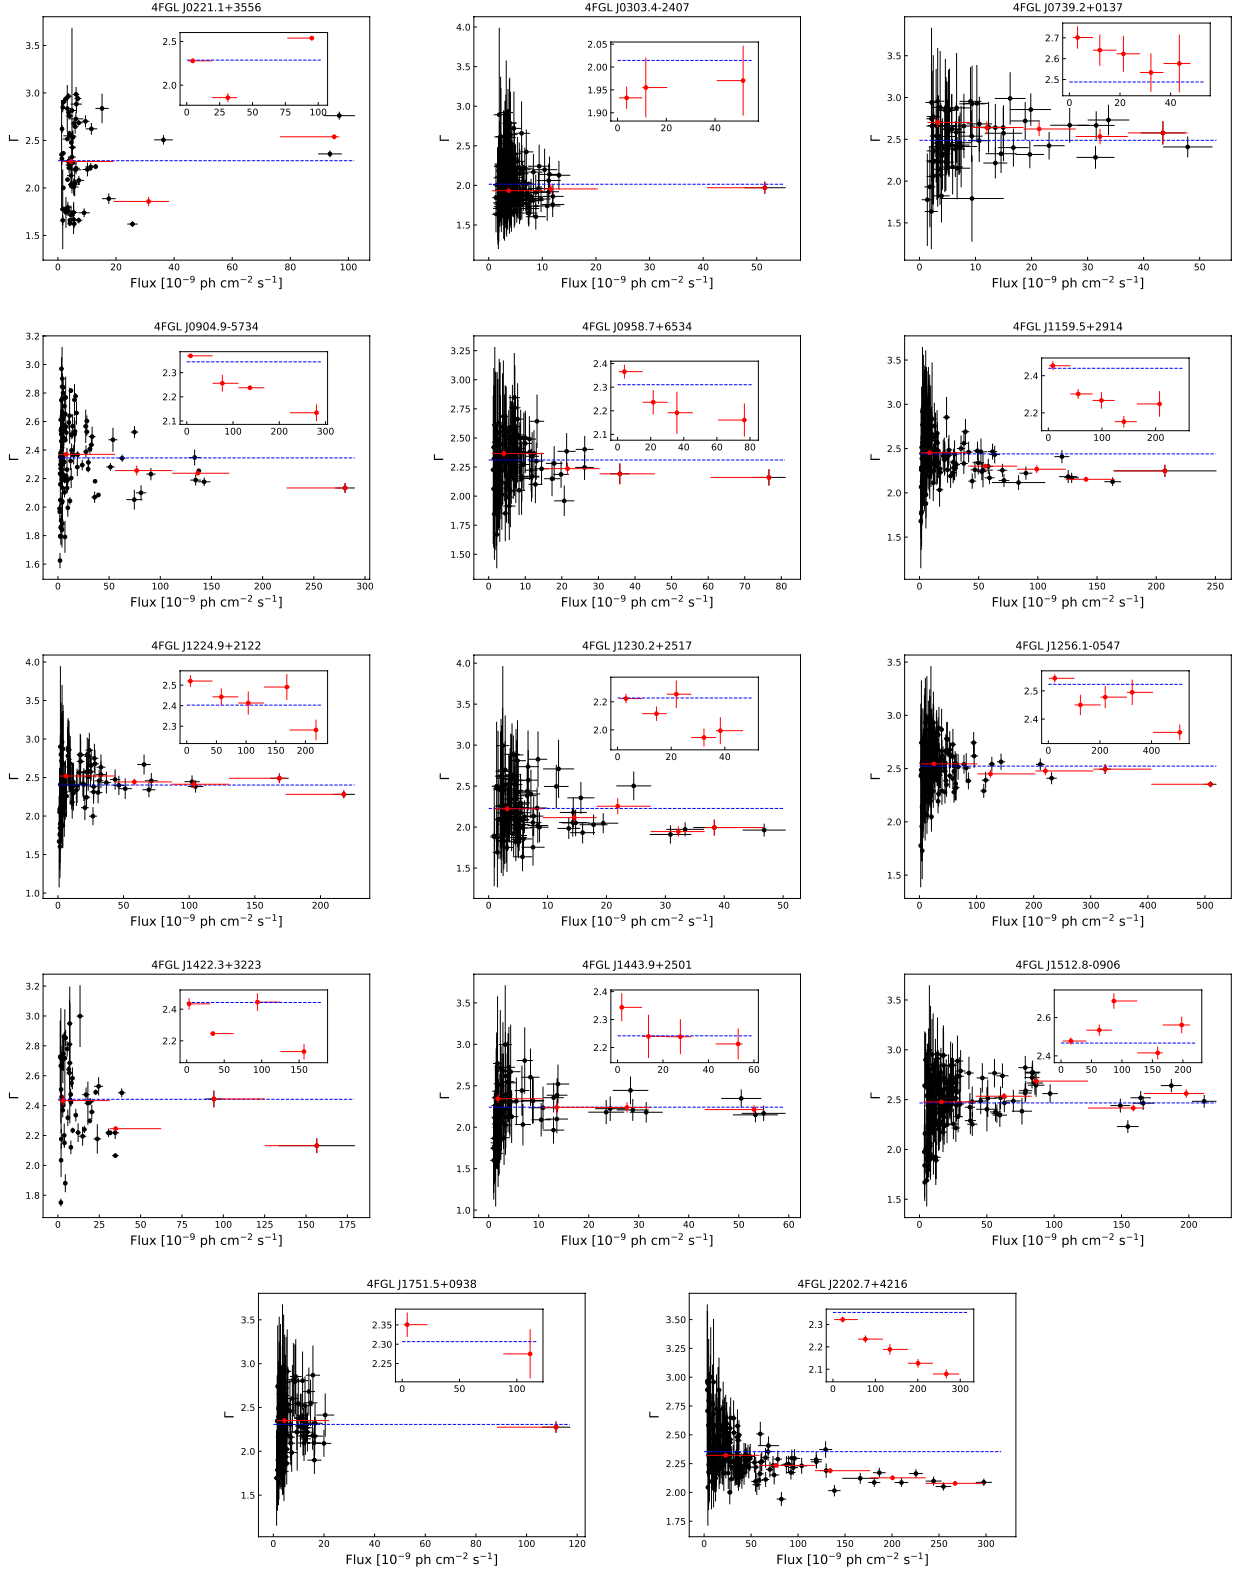 4FGL J0221.1+3556
4FGL J0303.4-2407
4FGL J0739.2+0137
Γ
Flux [10⁻⁹ ph cm⁻² s⁻¹]
Γ
Flux [10⁻⁹ ph cm⁻² s⁻¹]
Γ
Flux [10⁻⁹ ph cm⁻² s⁻¹]
4FGL J0904.9-5734
4FGL J0958.7+6534
4FGL J1159.5+2914
Γ
Flux [10⁻⁹ ph cm⁻² s⁻¹]
Γ
Flux [10⁻⁹ ph cm⁻² s⁻¹]
Γ
Flux [10⁻⁹ ph cm⁻² s⁻¹]
4FGL J1224.9+2122
4FGL J1230.2+2517
4FGL J1256.1-0547
Γ
Flux [10⁻⁹ ph cm⁻² s⁻¹]
Γ
Flux [10⁻⁹ ph cm⁻² s⁻¹]
Γ
Flux [10⁻⁹ ph cm⁻² s⁻¹]
4FGL J1422.3+3223
4FGL J1443.9+2501
4FGL J1512.8-0906
Γ
Flux [10⁻⁹ ph cm⁻² s⁻¹]
Γ
Flux [10⁻⁹ ph cm⁻² s⁻¹]
Γ
Flux [10⁻⁹ ph cm⁻² s⁻¹]
4FGL J1751.5+0938
4FGL J2202.7+4216
Γ
Flux [10⁻⁹ ph cm⁻² s⁻¹]
Γ
Flux [10⁻⁹ ph cm⁻² s⁻¹]